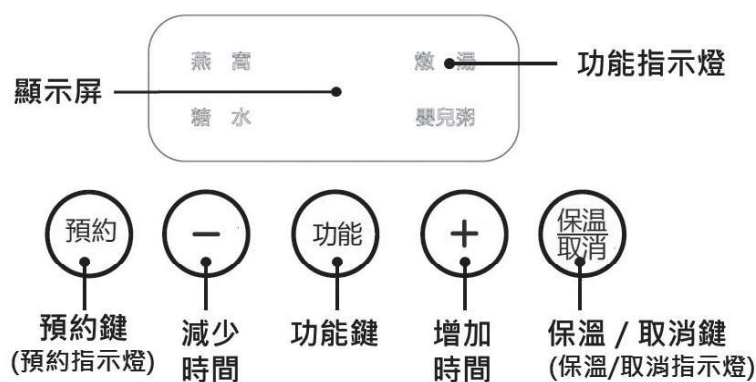 燕 窩
燉 湯
功能指示燈
顯示屏
糖 水
嬰兒粥
預約
−
功能
+
保溫
取消
預約鍵
(預約指示燈)
減少
時間
功能鍵
增加
時間
保溫 / 取消鍵
(保溫/取消指示燈)